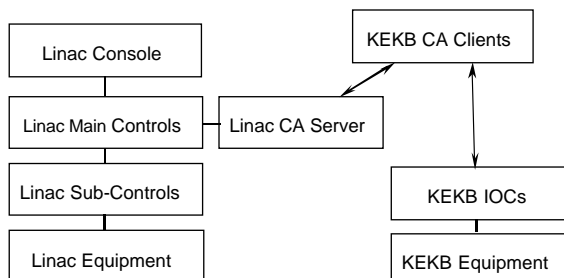 KEKB CA Clients
Linac Console
Linac Main Controls
Linac CA Server
Linac Sub-Controls
KEKB IOCs
Linac Equipment
KEKB Equipment